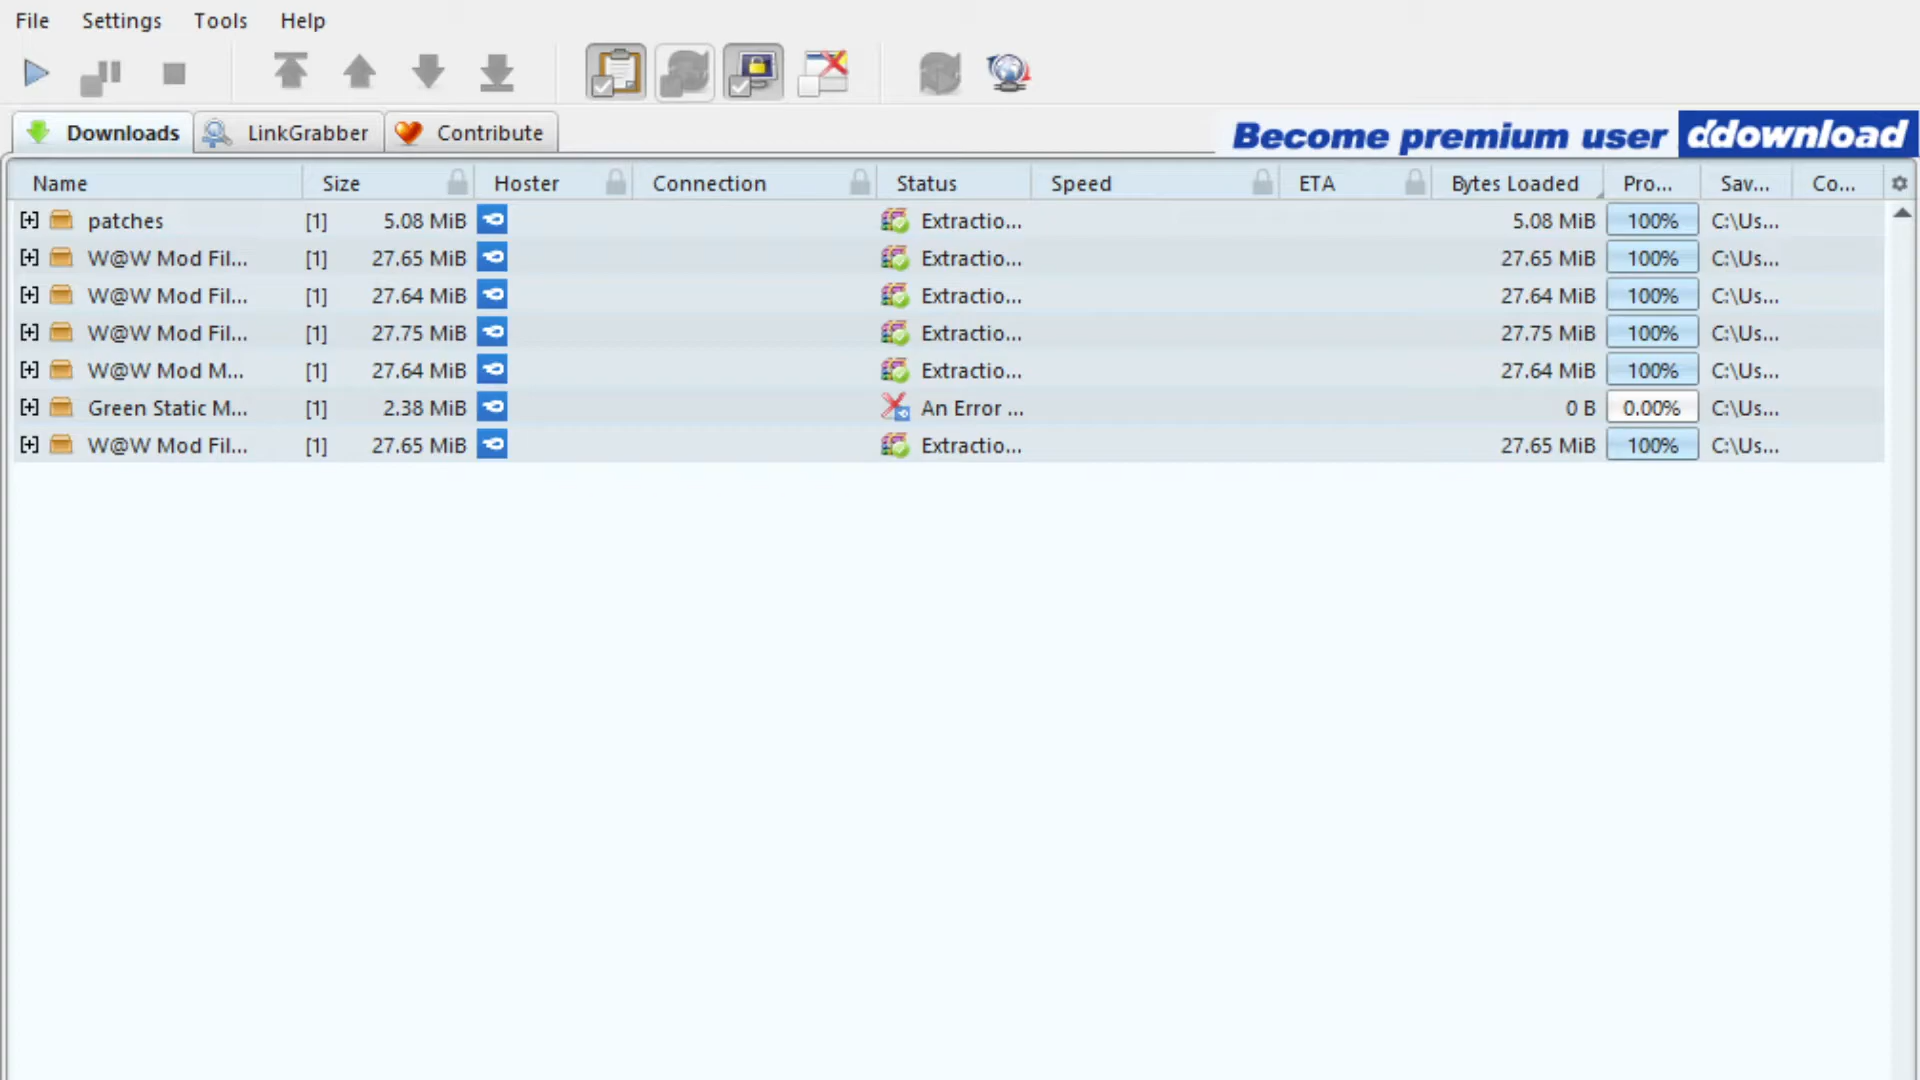 File Settings Tools Help
Downloads LinkGrabber Contribute Become premium user ddownload
Name Size Hoster Connection Status Speed ETA Bytes Loaded Pro... Sav... Co...
[+] patches [1] 5.08 MiB Extractio... 5.08 MiB 100% C:\Us...
[+] W@W Mod Fil... [1] 27.65 MiB Extractio... 27.65 MiB 100% C:\Us...
[+] W@W Mod Fil... [1] 27.64 MiB Extractio... 27.64 MiB 100% C:\Us...
[+] W@W Mod Fil... [1] 27.75 MiB Extractio... 27.75 MiB 100% C:\Us...
[+] W@W Mod M... [1] 27.64 MiB Extractio... 27.64 MiB 100% C:\Us...
[+] Green Static M... [1] 2.38 MiB An Error ... 0 B 0.00% C:\Us...
[+] W@W Mod Fil... [1] 27.65 MiB Extractio... 27.65 MiB 100% C:\Us...